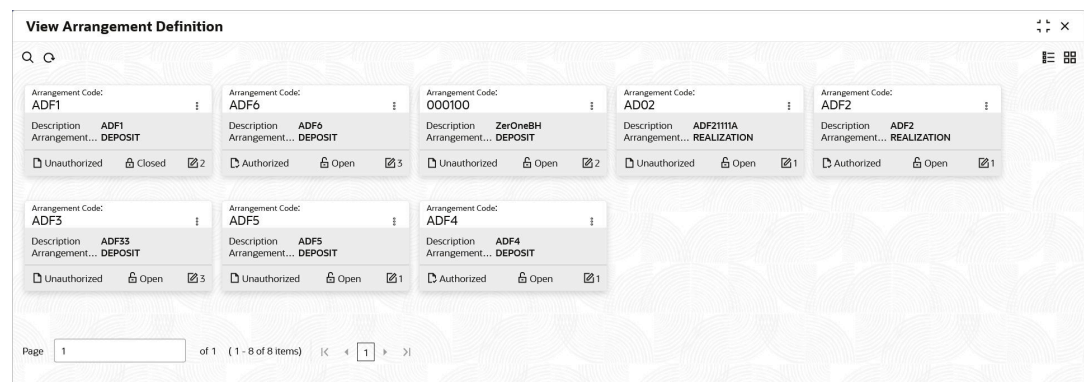 View Arrangement Definition
Arrangement Code:
ADF1
Description ADF1
Arrangement... DEPOSIT
Unauthorized Closed 2
Arrangement Code:
ADF6
Description ADF6
Arrangement... DEPOSIT
Authorized Open 3
Arrangement Code:
000100
Description ZerOneBH
Arrangement... DEPOSIT
Unauthorized Open 2
Arrangement Code:
AD02
Description ADF21111A
Arrangement... REALIZATION
Unauthorized Open 1
Arrangement Code:
ADF2
Description ADF2
Arrangement... REALIZATION
Authorized Open 1
Arrangement Code:
ADF3
Description ADF33
Arrangement... DEPOSIT
Unauthorized Open 3
Arrangement Code:
ADF5
Description ADF5
Arrangement... DEPOSIT
Unauthorized Open 1
Arrangement Code:
ADF4
Description ADF4
Arrangement... DEPOSIT
Authorized Open 1
Page 1 of 1 ( 1 - 8 of 8 items) 1